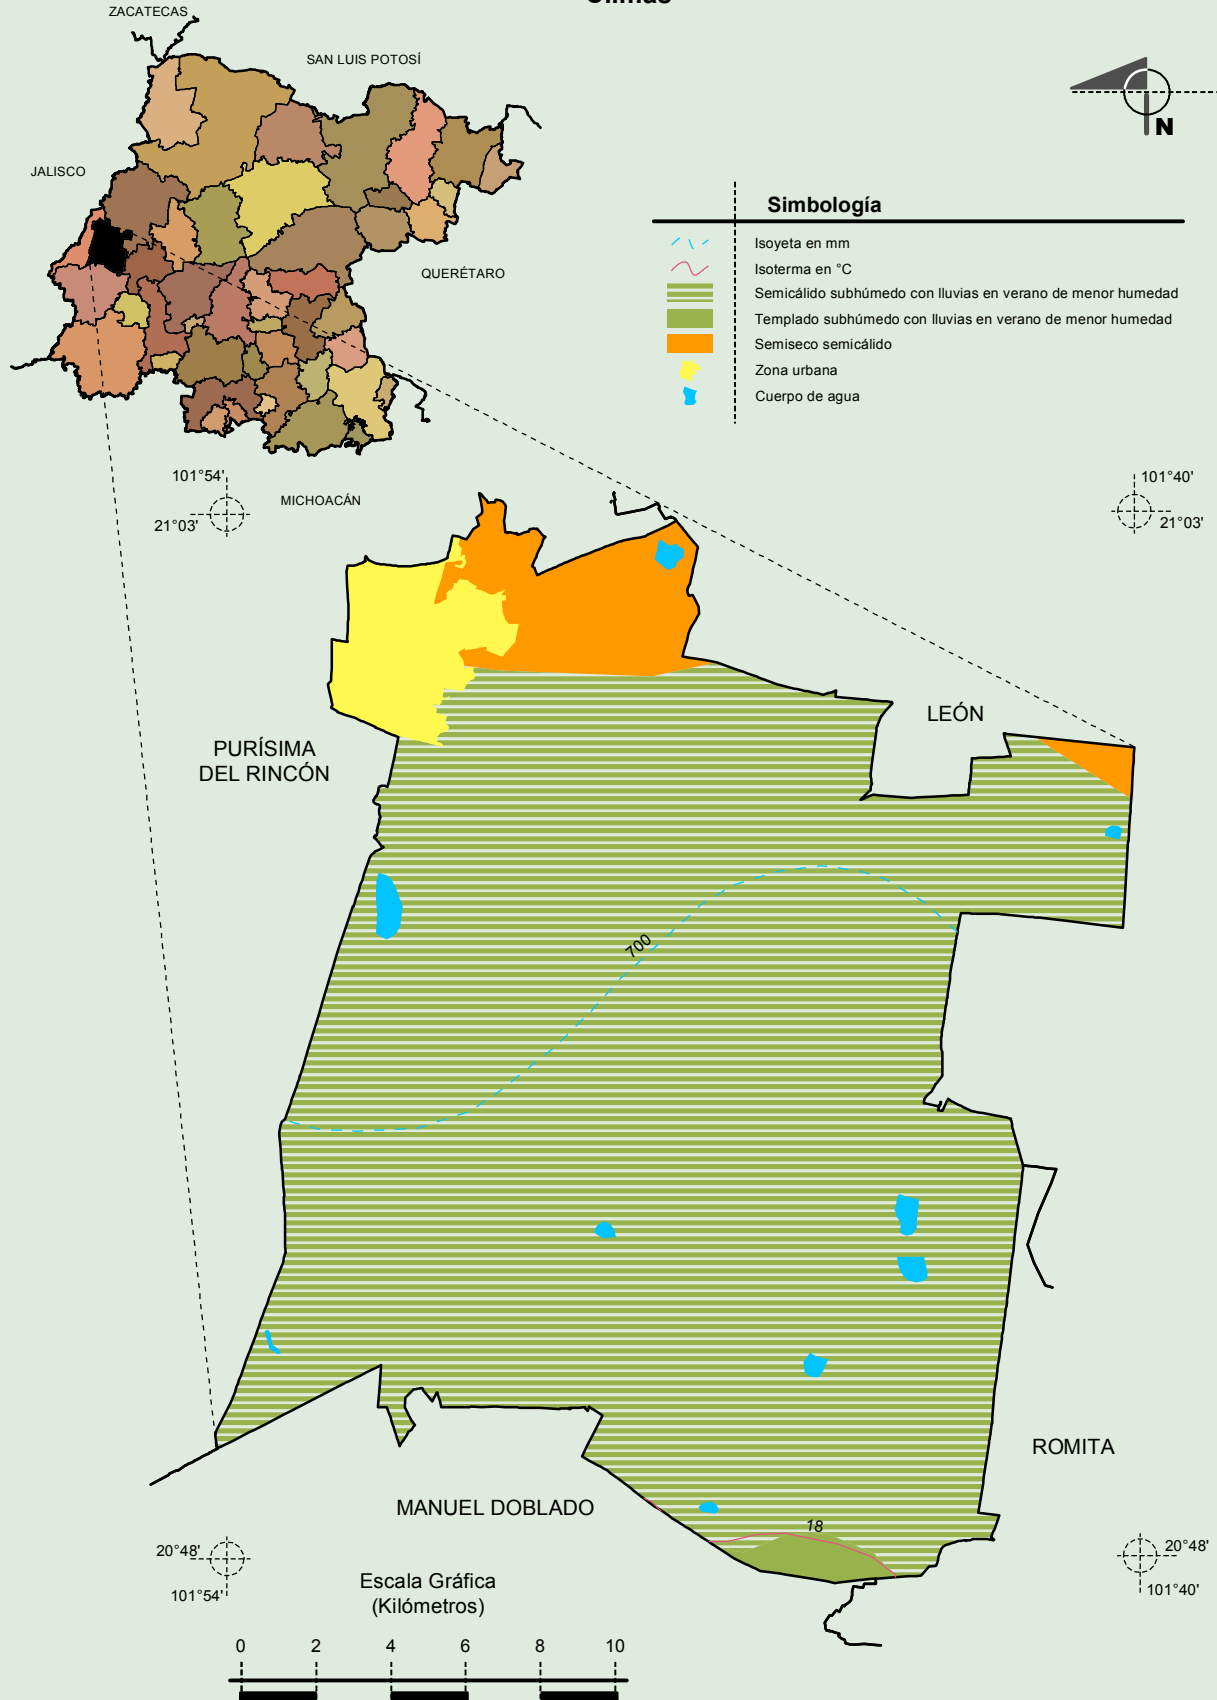 Climas
ZACATECAS
SAN LUIS POTOSÍ
JALISCO
QUERÉTARO
MICHOACÁN
N
Simbología
Isoyeta en mm
Isoterma en °C
Semicálido subhúmedo con lluvias en verano de menor humedad
Templado subhúmedo con lluvias en verano de menor humedad
Semiseco semicálido
Zona urbana
Cuerpo de agua
101°54'
21°03'
101°40'
21°03'
LEÓN
PURÍSIMA
DEL RINCÓN
700
ROMITA
MANUEL DOBLADO
18
20°48'
101°54'
20°48'
101°40'
Escala Gráfica
(Kilómetros)
0 2 4 6 8 10